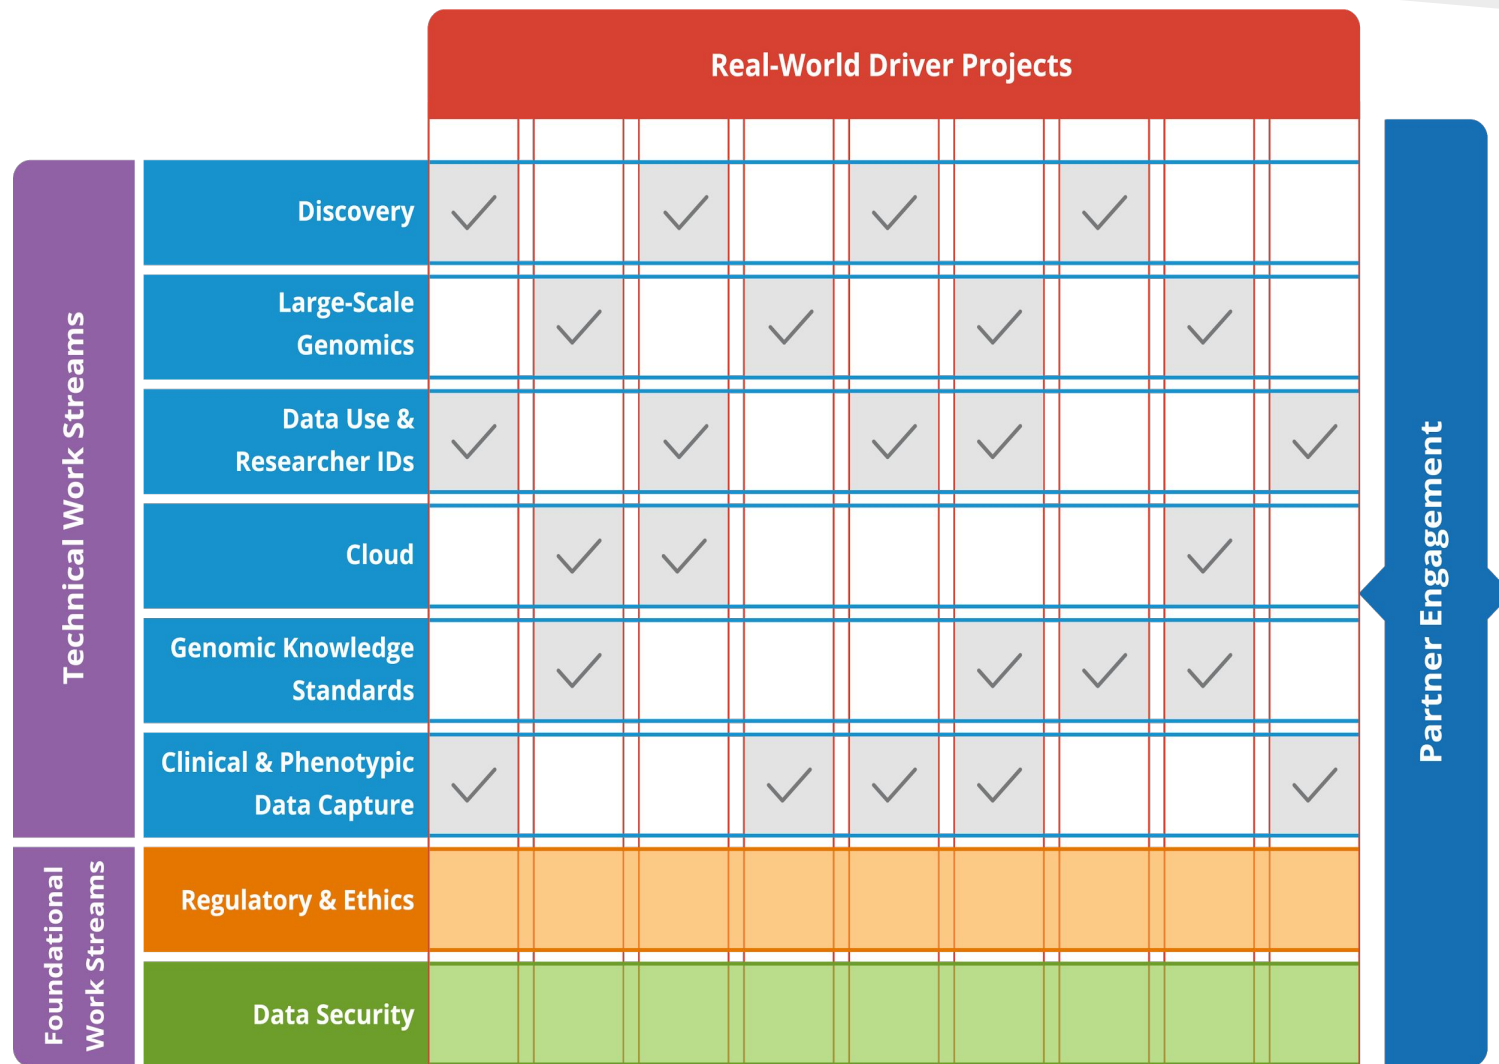 Real-World Driver Projects
Technical Work Streams
Discovery
Large-Scale
Genomics
Data Use &
Researcher IDs
Cloud
Genomic Knowledge
Standards
Clinical & Phenotypic
Data Capture
Foundational
Work Streams
Regulatory & Ethics
Data Security
Partner Engagement